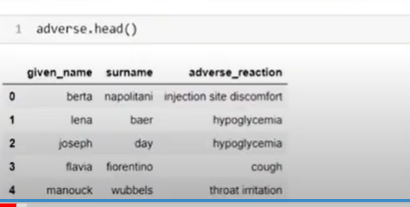 1 adverse.head()
given_name surname adverse_reaction
0 berta napolitani injection site discomfort
1 lena baer hypoglycemia
2 joseph day hypoglycemia
3 flavia fiorentino cough
4 manouck wubbels throat irritation